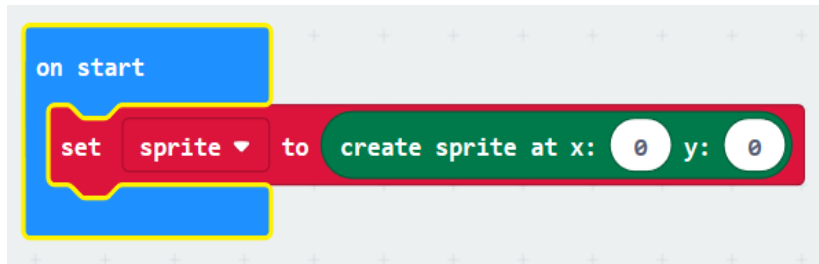 on start
set sprite to create sprite at x: 0 y: 0